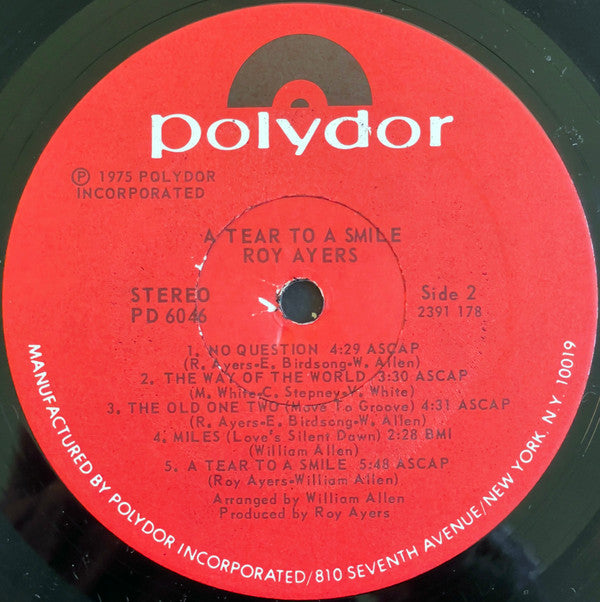 polydor
Ⓟ 1975 POLYDOR
INCORPORATED
A TEAR TO A SMILE
ROY AYERS
STEREO
PD 6046
Side 2
2391 178
1. NO QUESTION 4:29 ASCAP
(R. Ayers-E. Birdsong-W. Allen)
2. THE WAY OF THE WORLD 3:30 ASCAP
(M. White-C. Stepney-V. White)
3. THE OLD ONE TWO (Move To Groove) 4:31 ASCAP
(R. Ayers-E. Birdsong-W. Allen)
4. MILES (Love's Silent Dawn) 2:28 BMI
(William Allen)
5. A TEAR TO A SMILE 5:48 ASCAP
(Roy Ayers-William Allen)
Arranged by William Allen
Produced by Roy Ayers
MANUFACTURED BY POLYDOR INCORPORATED/810 SEVENTH AVENUE/NEW YORK. N.Y. 10019